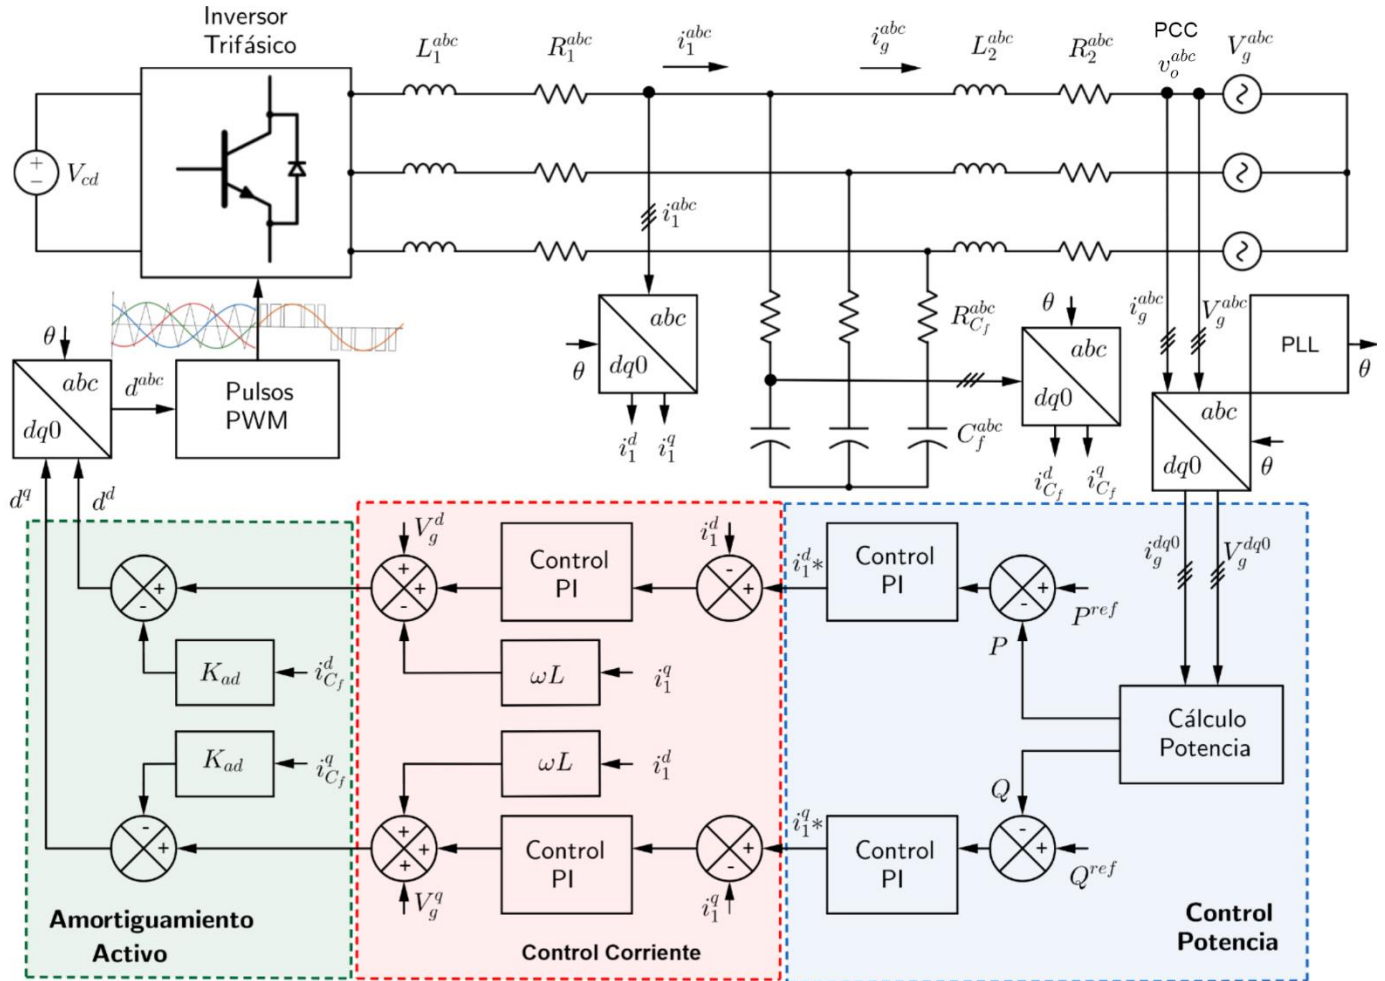 Inversor
Trifásico
L_1^{abc}
R_1^{abc}
i_1^{abc}
i_g^{abc}
L_2^{abc}
R_2^{abc}
PCC
v_o^{abc}
V_g^{abc}
+
−
V_{cd}
i_1^{abc}
θ
abc
dq0
d^{abc}
Pulsos
PWM
θ
abc
dq0
i_1^d
i_1^q
R_{C_f}^{abc}
C_f^{abc}
θ
abc
dq0
i_{C_f}^d
i_{C_f}^q
i_g^{abc}
V_g^{abc}
PLL
θ
abc
dq0
θ
d^q
d^d
+
-
K_{ad}
i_{C_f}^d
K_{ad}
i_{C_f}^q
-
+
Amortiguamiento
Activo
V_g^d
+
+
-
Control
PI
i_1^d
-
+
ωL
i_1^q
ωL
i_1^d
+
+
+
V_g^q
Control
PI
+
-
i_1^q
Control Corriente
i_1^d*
Control
PI
+
-
P^{ref}
P
i_g^{dq0}
V_g^{dq0}
Cálculo
Potencia
Q
i_1^q*
Control
PI
-
+
Q^{ref}
Control
Potencia